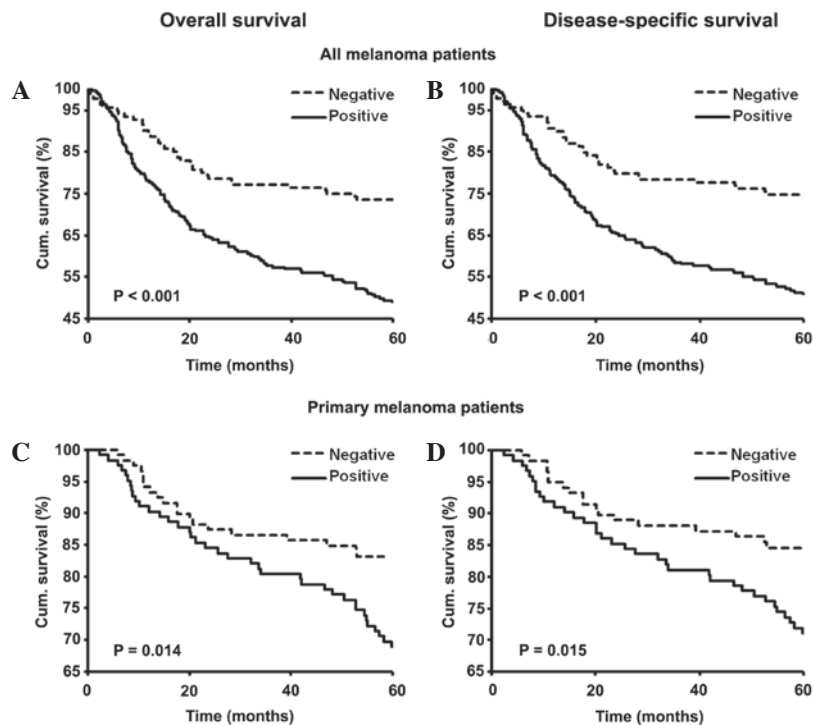 Overall survival
Disease-specific survival
All melanoma patients
A
100
95
85
75
65
55
45
Cum. survival (%)
Negative
Positive
P < 0.001
0
20
40
60
Time (months)
B
100
95
85
75
65
55
45
Cum. survival (%)
Negative
Positive
P < 0.001
0
20
40
60
Time (months)
Primary melanoma patients
C
100
95
90
85
80
75
70
65
Cum. survival (%)
Negative
Positive
P = 0.014
0
20
40
60
Time (months)
D
100
95
90
85
80
75
70
65
Cum. survival (%)
Negative
Positive
P = 0.015
0
20
40
60
Time (months)